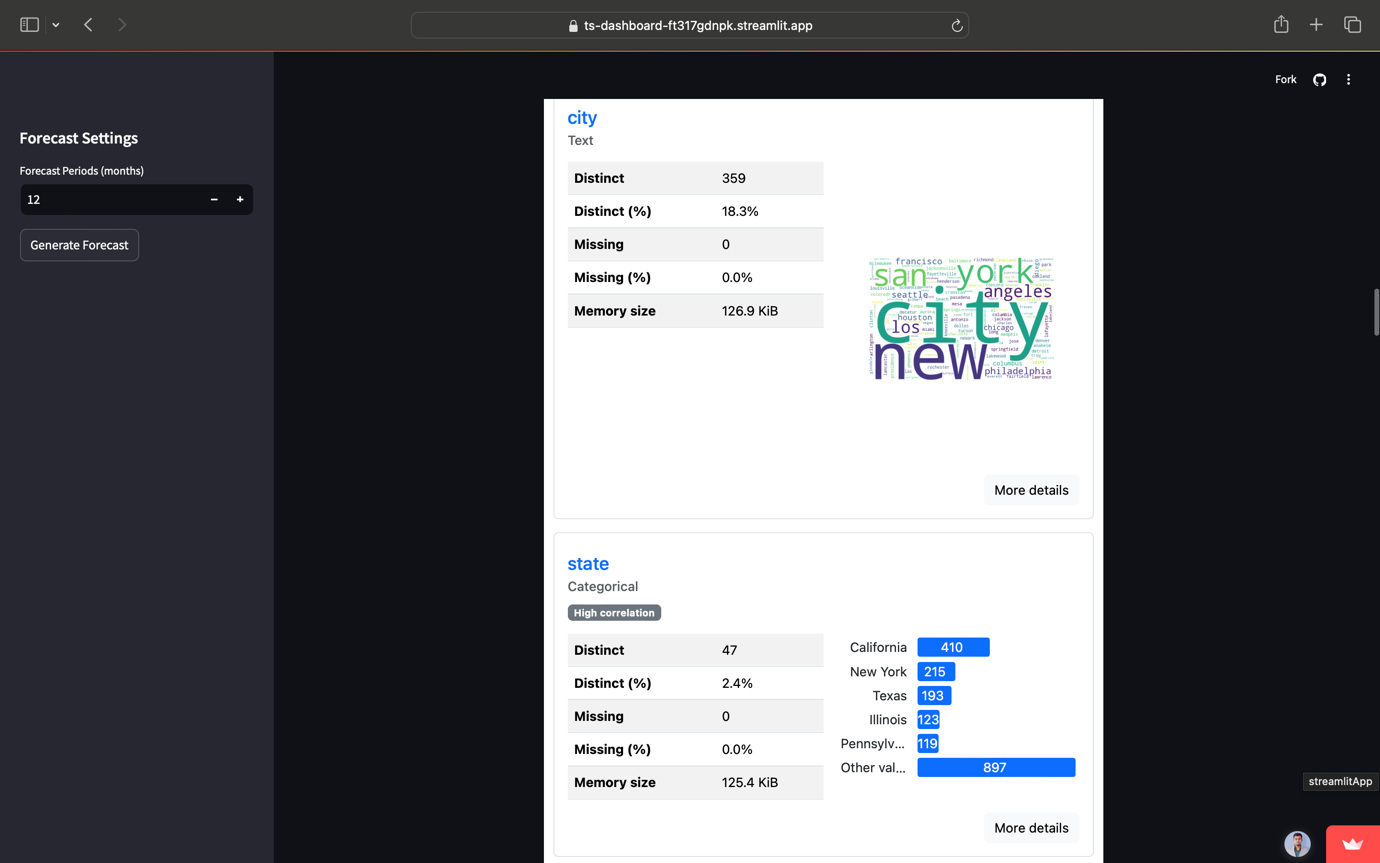 ts-dashboard-ft317gdnpk.streamlit.app
Fork
Forecast Settings
Forecast Periods (months)
12 − +
Generate Forecast
city
Text
Distinct 359
Distinct (%) 18.3%
Missing 0
Missing (%) 0.0%
Memory size 126.9 KiB
francisco
san york
angeles
seattle
city
houston
los chicago
new
columbus
philadelphia
springfield
More details
state
Categorical
High correlation
Distinct 47
Distinct (%) 2.4%
Missing 0
Missing (%) 0.0%
Memory size 125.4 KiB
California 410
New York 215
Texas 193
Illinois 123
Pennsylv... 119
Other val... 897
More details
streamlitApp